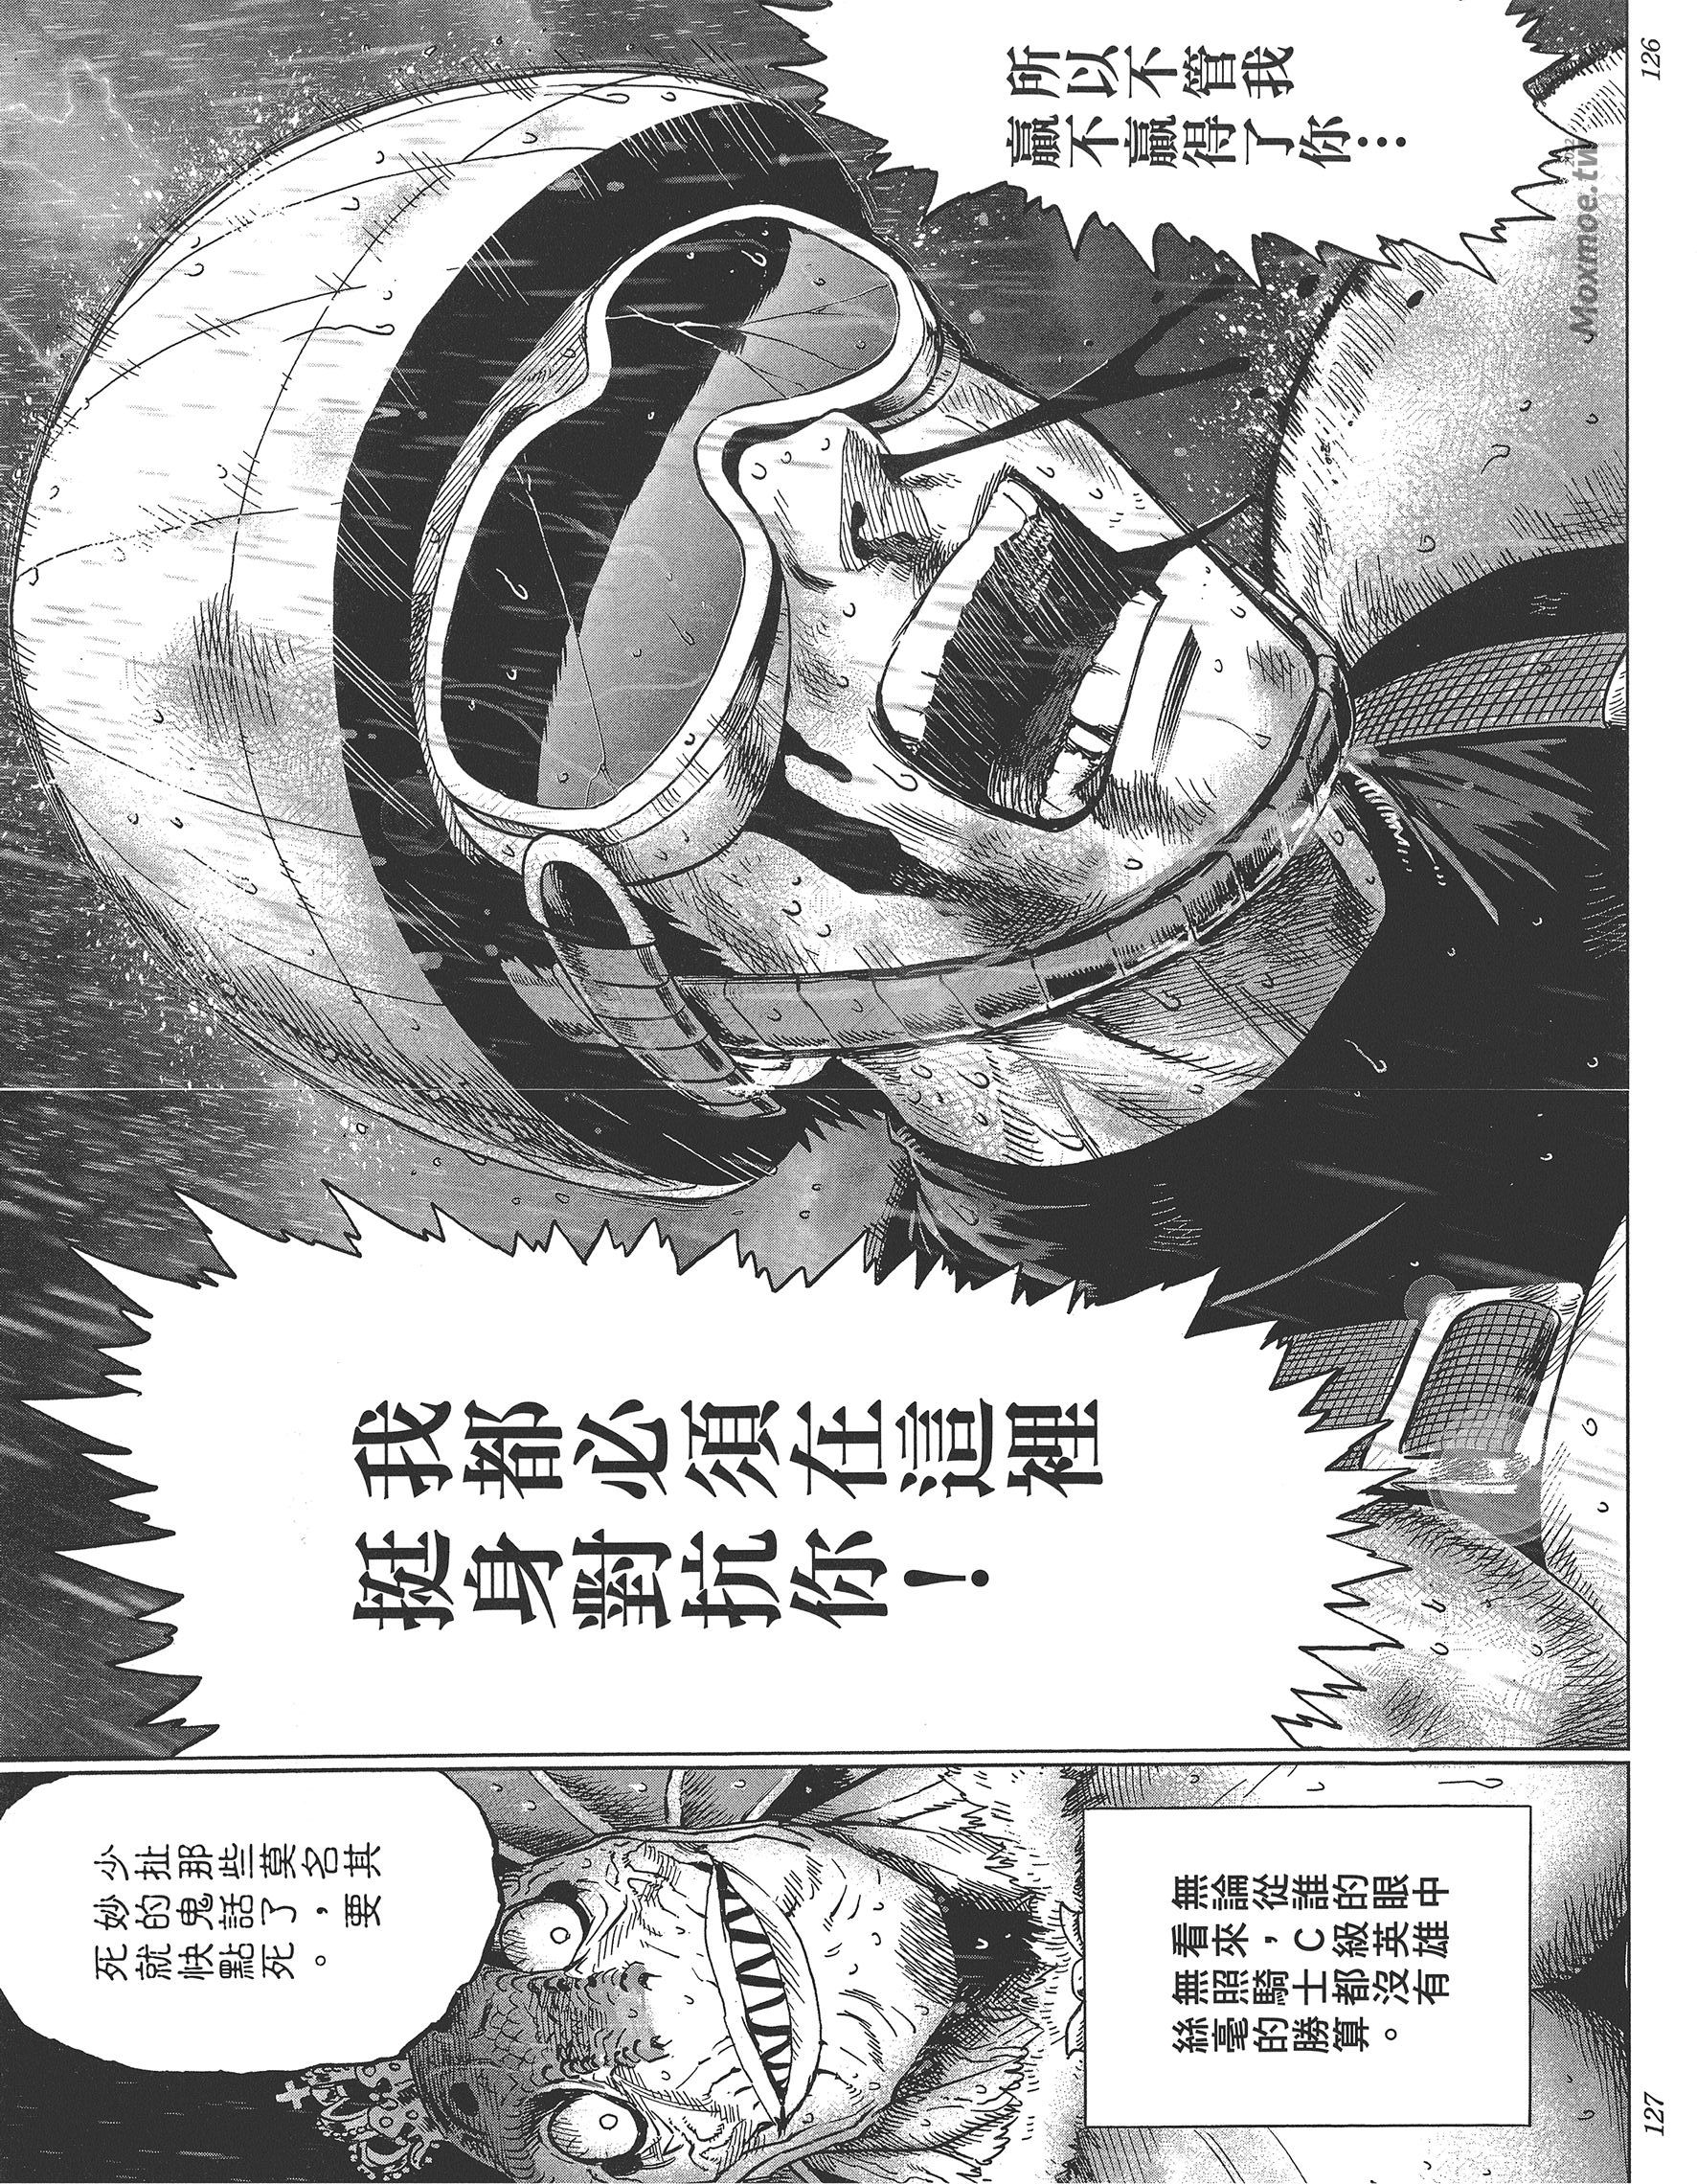 所以不管我
贏不贏得了你…
我都必須在這裡
挺身對抗你！
少扯那些莫名其
妙的鬼話了，要
死就快點死。
無論從誰的眼中
看來，C級英雄
無照騎士都沒有
絲毫的勝算。
126
Moxmoe.tw
127